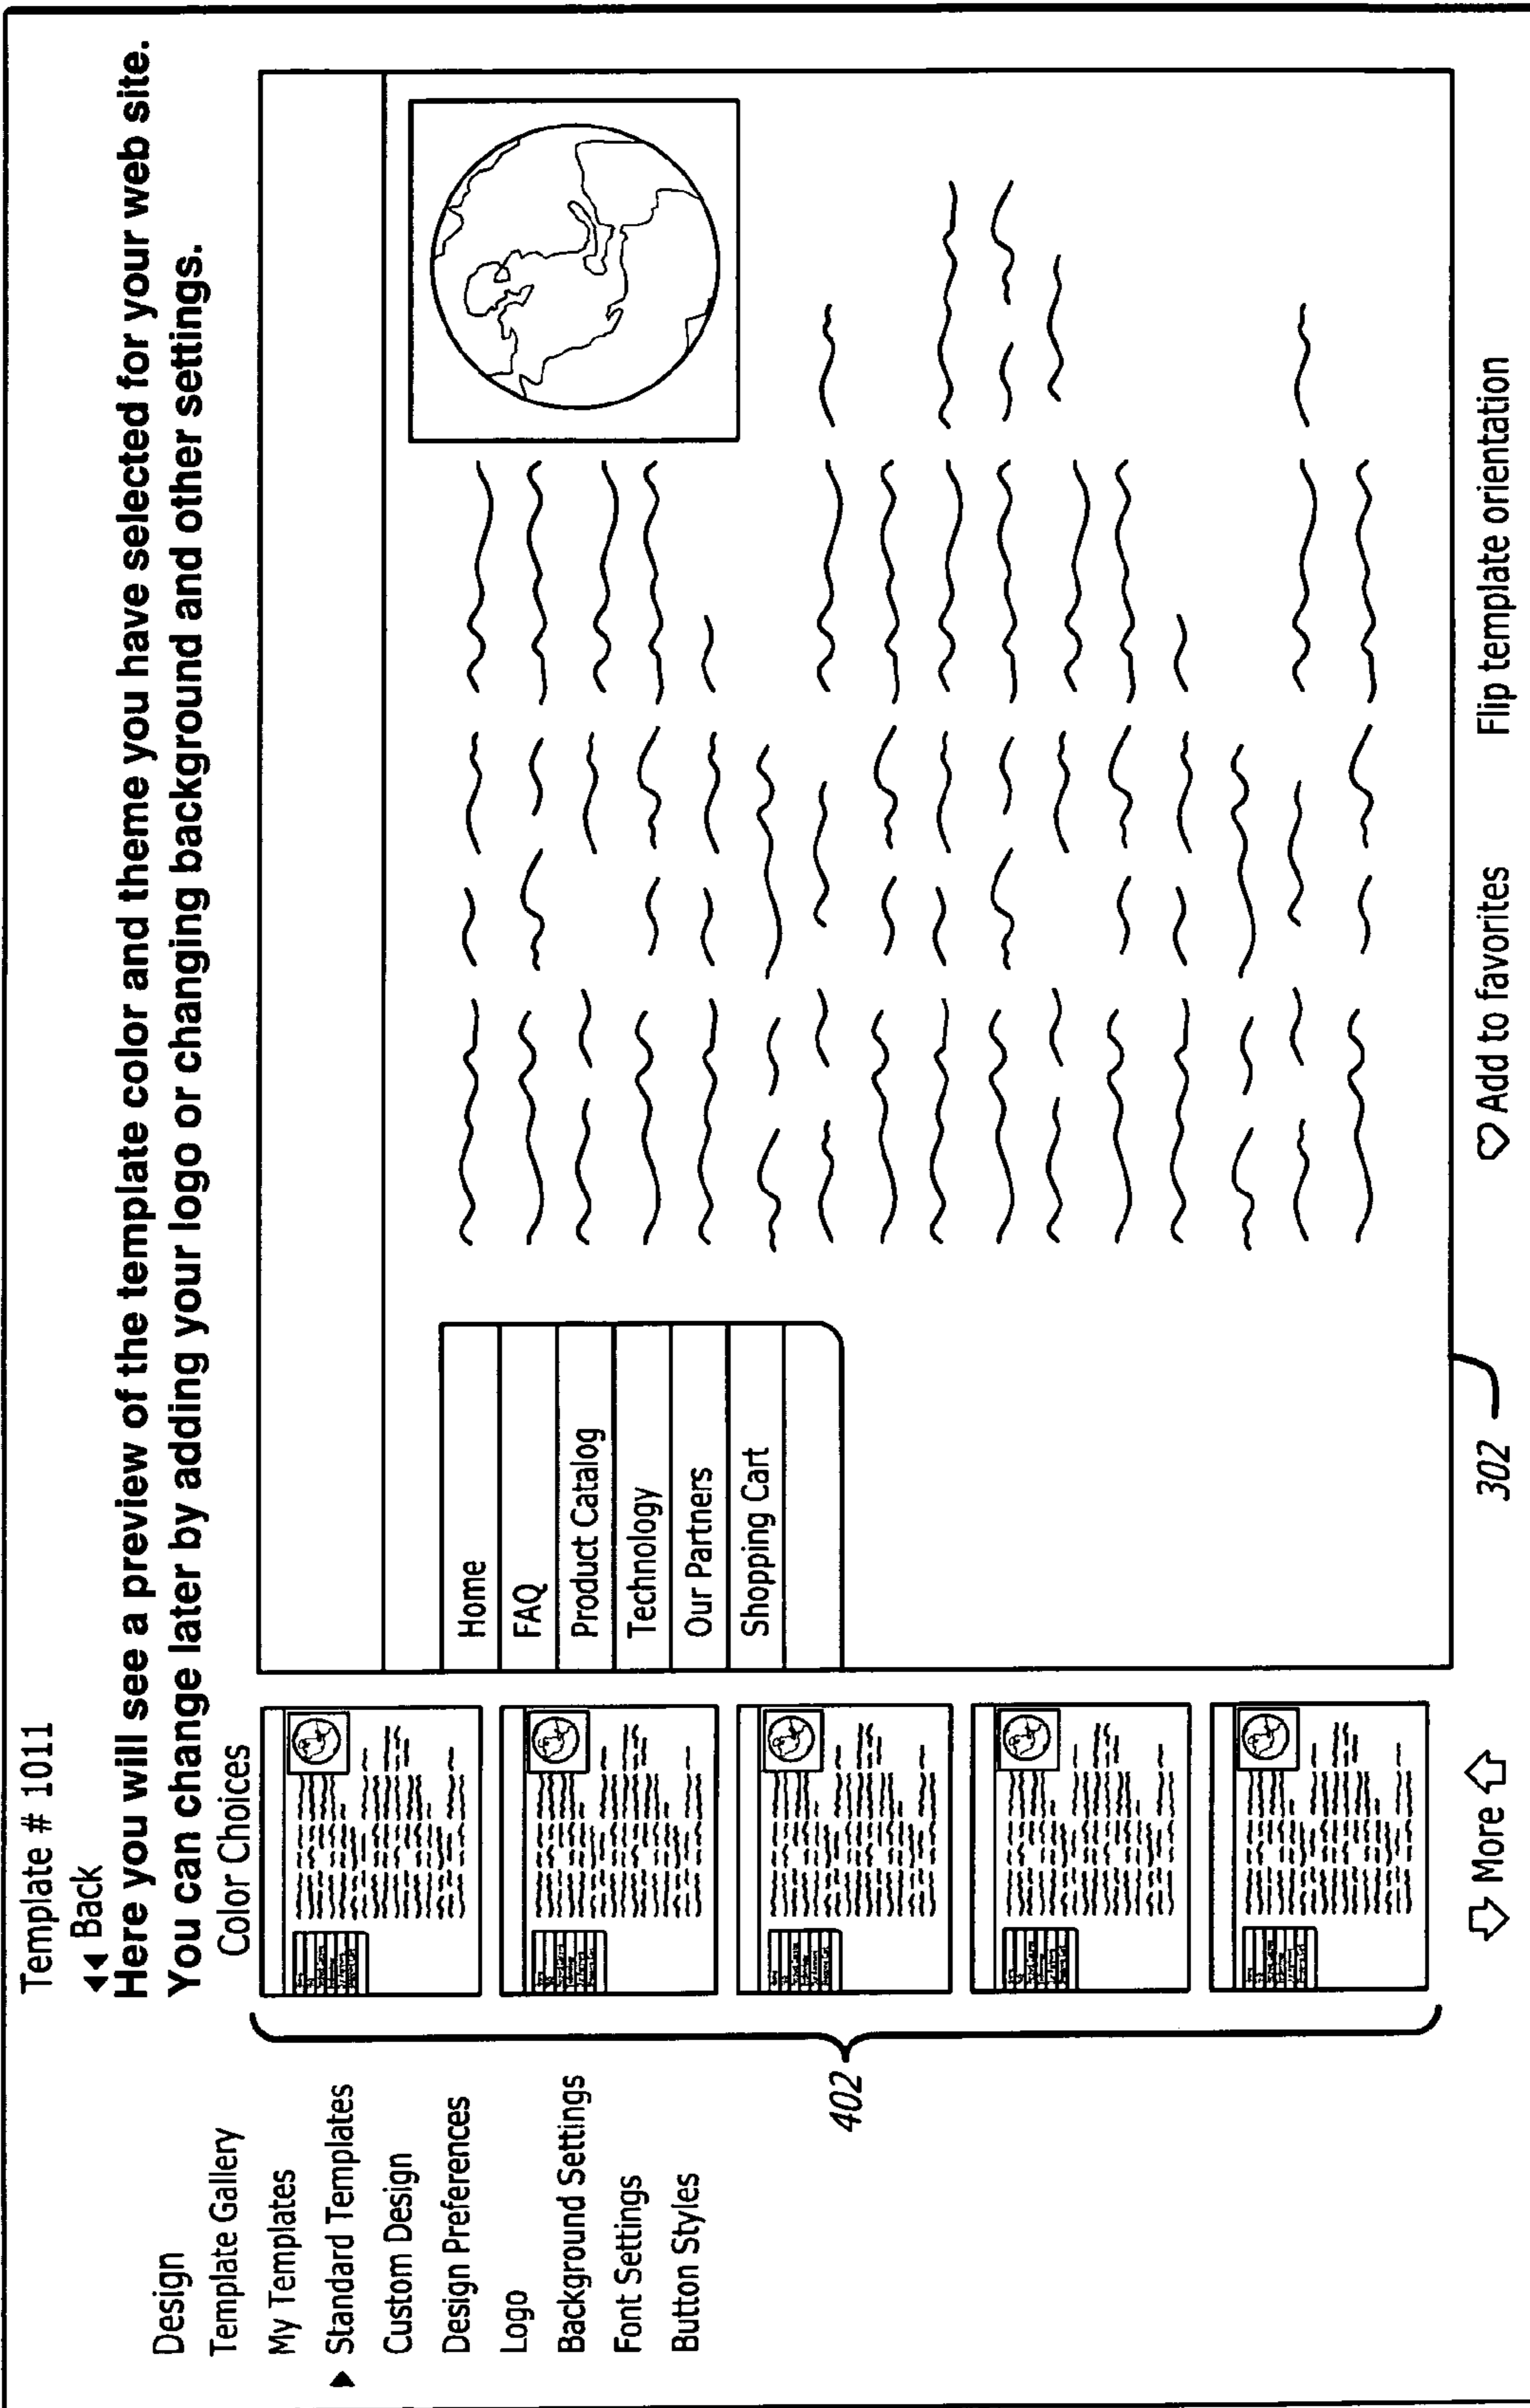 Template # 1011
Back
Here you will see a preview of the template color and theme you have selected for your web site.
You can change later by adding your logo or changing background and other settings.
Design
Template Gallery
My Templates
Standard Templates
Custom Design
Design Preferences
Logo
Background Settings
Font Settings
Button Styles
402
Color Choices
More
Home
FAQ
Product Catalog
Technology
Our Partners
Shopping Cart
302
Add to favorites
Flip template orientation